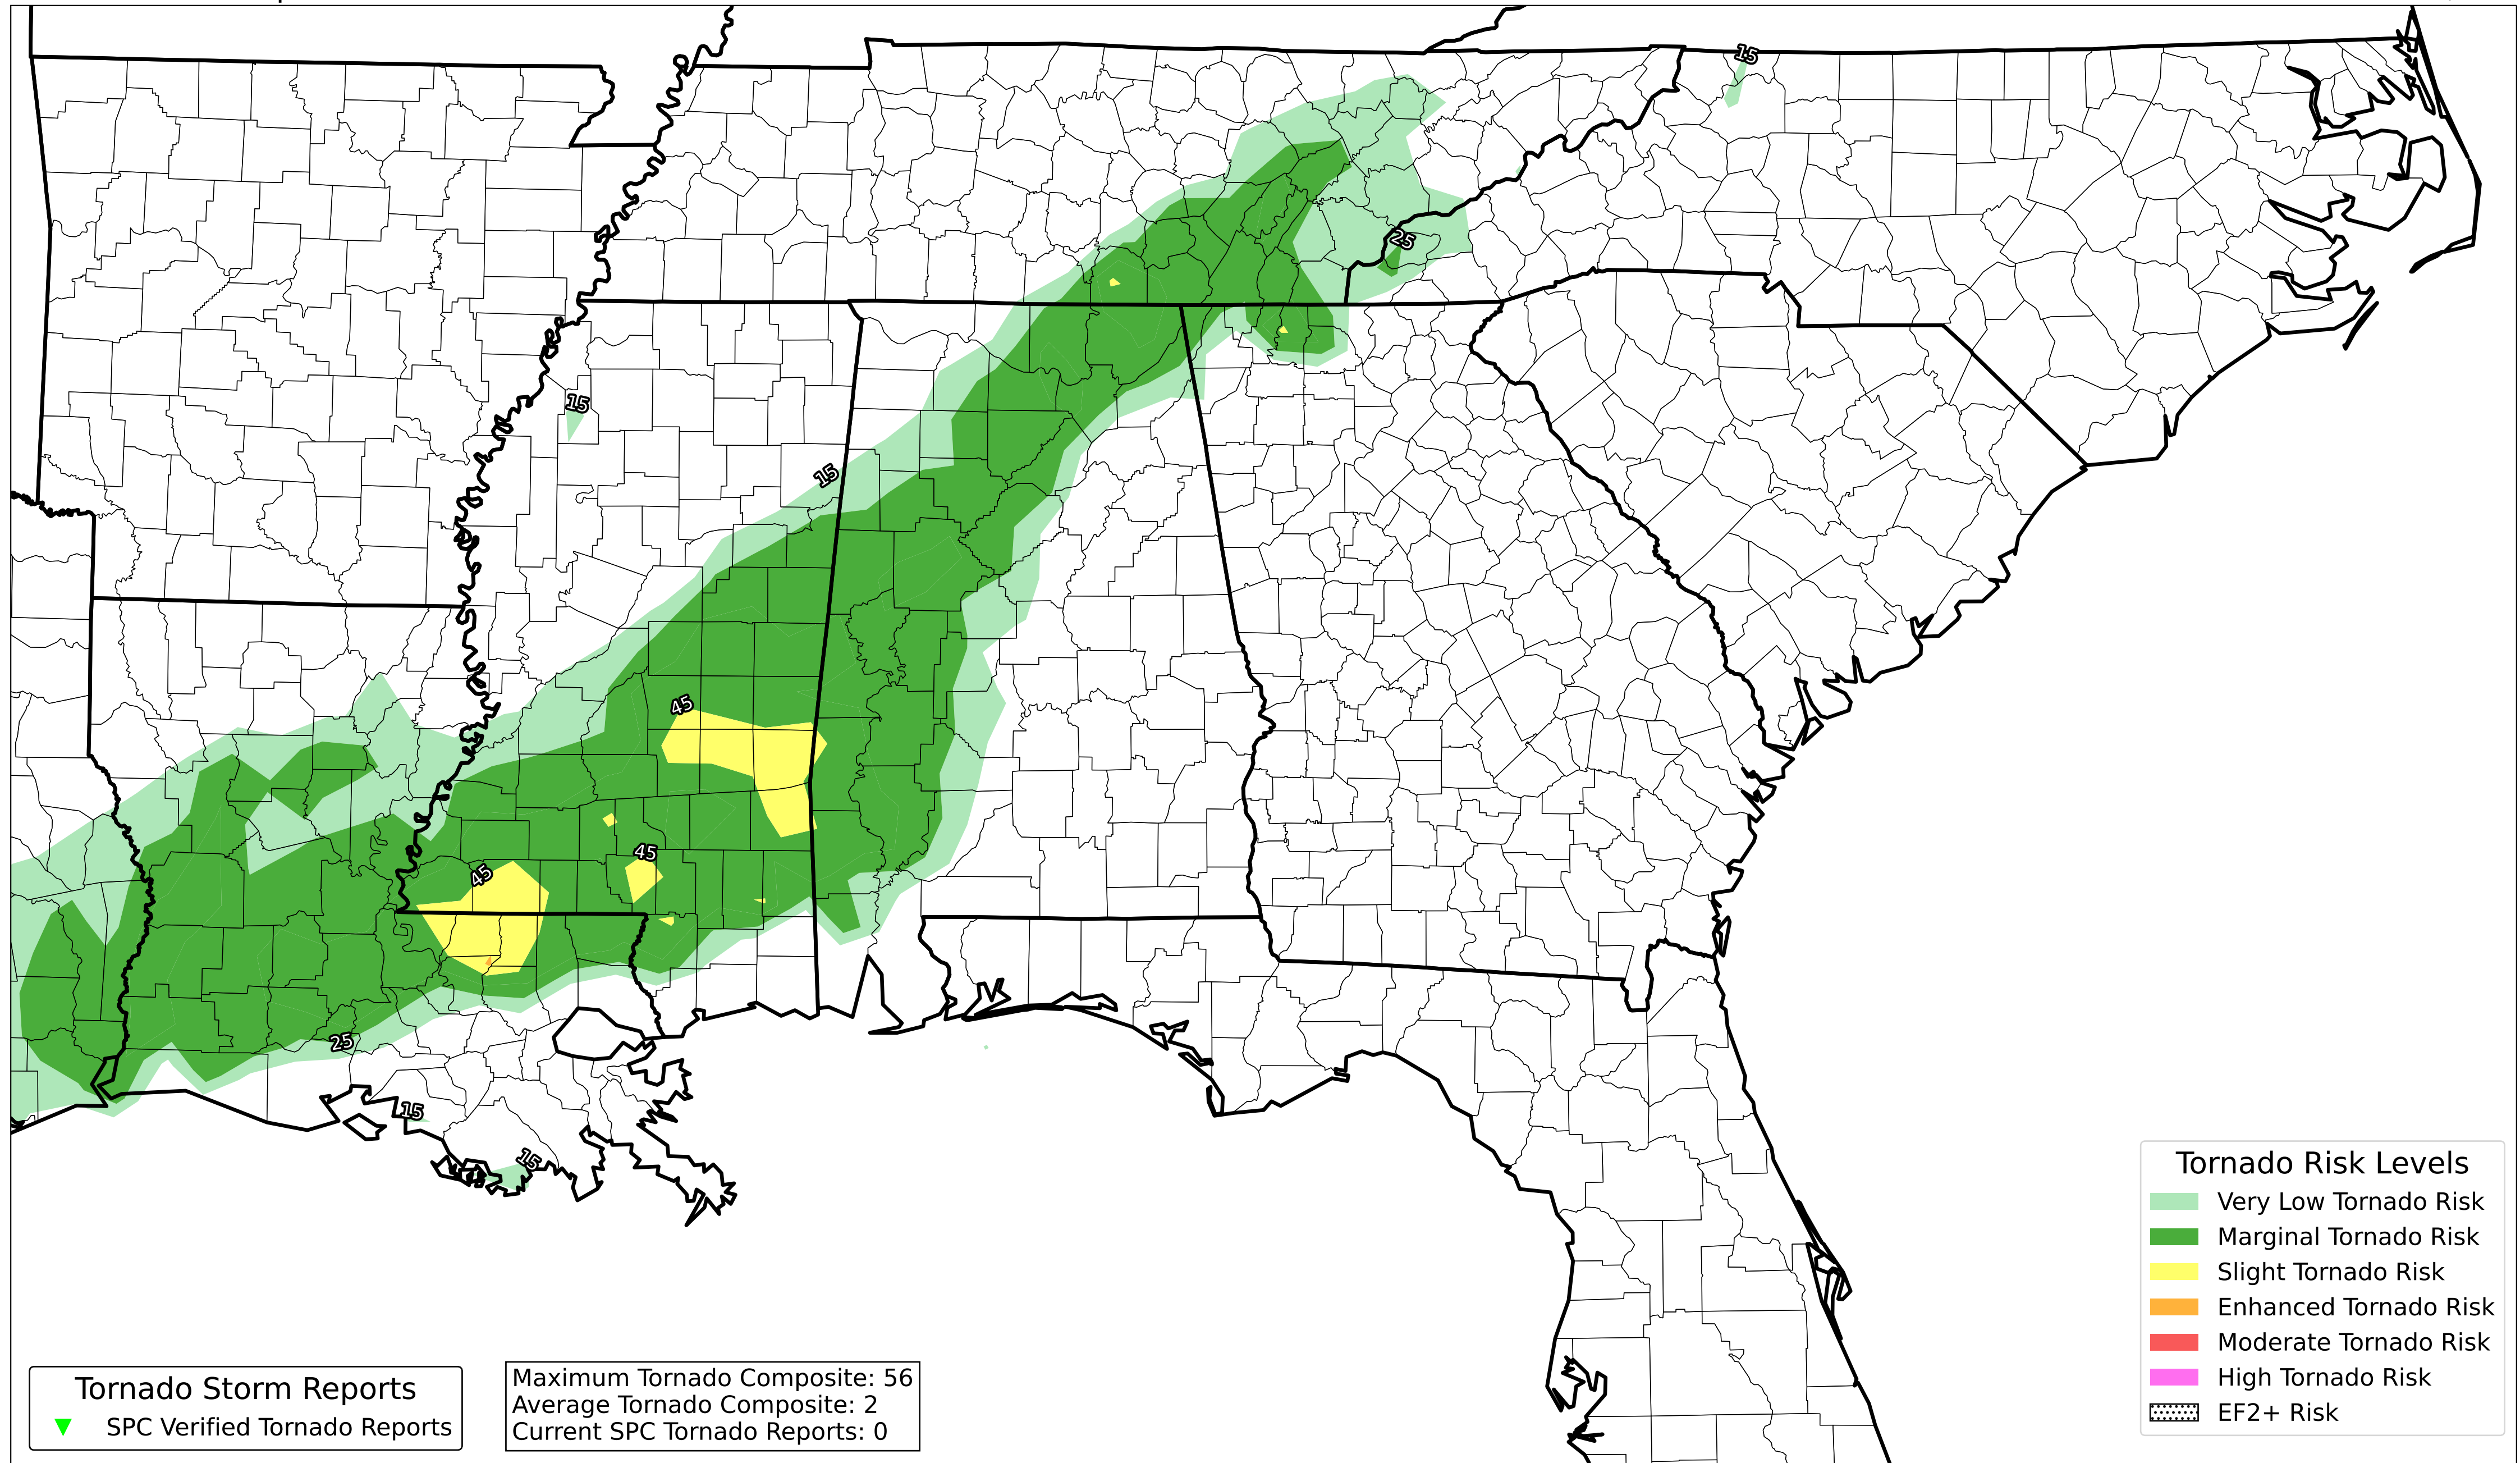 15
25
15
15
45
45
45
25
15
15
Tornado Risk Levels
Very Low Tornado Risk
Marginal Tornado Risk
Slight Tornado Risk
Enhanced Tornado Risk
Moderate Tornado Risk
High Tornado Risk
EF2+ Risk
Tornado Storm Reports
SPC Verified Tornado Reports
Maximum Tornado Composite: 56
Average Tornado Composite: 2
Current SPC Tornado Reports: 0